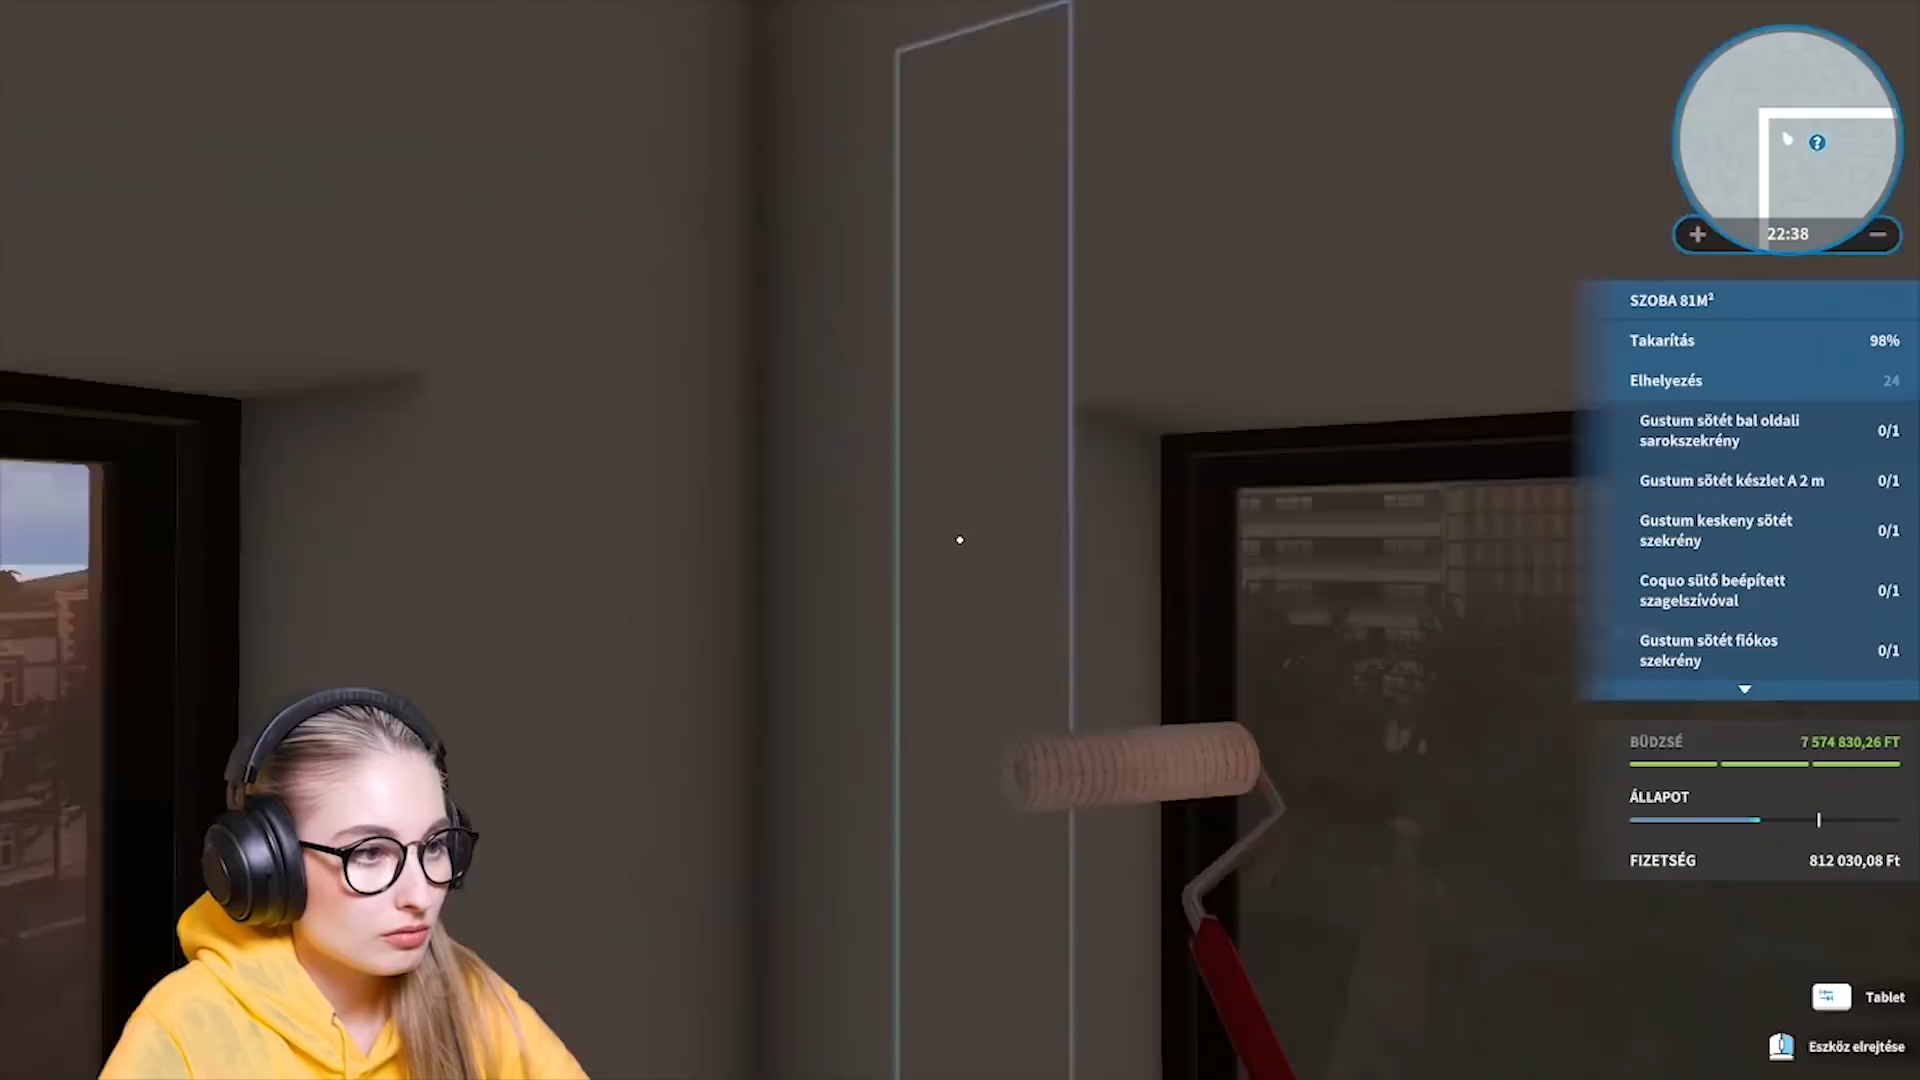 ?
22:38
SZOBA 81M²
Takarítás 98%
Elhelyezés 24
Gustum sötét bal oldali
sarokszekrény 0/1
Gustum sötét készlet A 2 m 0/1
Gustum keskeny sötét
szekrény 0/1
Coquo sütő beépített
szagelszívóval 0/1
Gustum sötét fiókos
szekrény 0/1
BÜDZSÉ 7 574 830,26 FT
ÁLLAPOT
FIZETSÉG 812 030,08 Ft
Tablet
Eszköz elrejtése